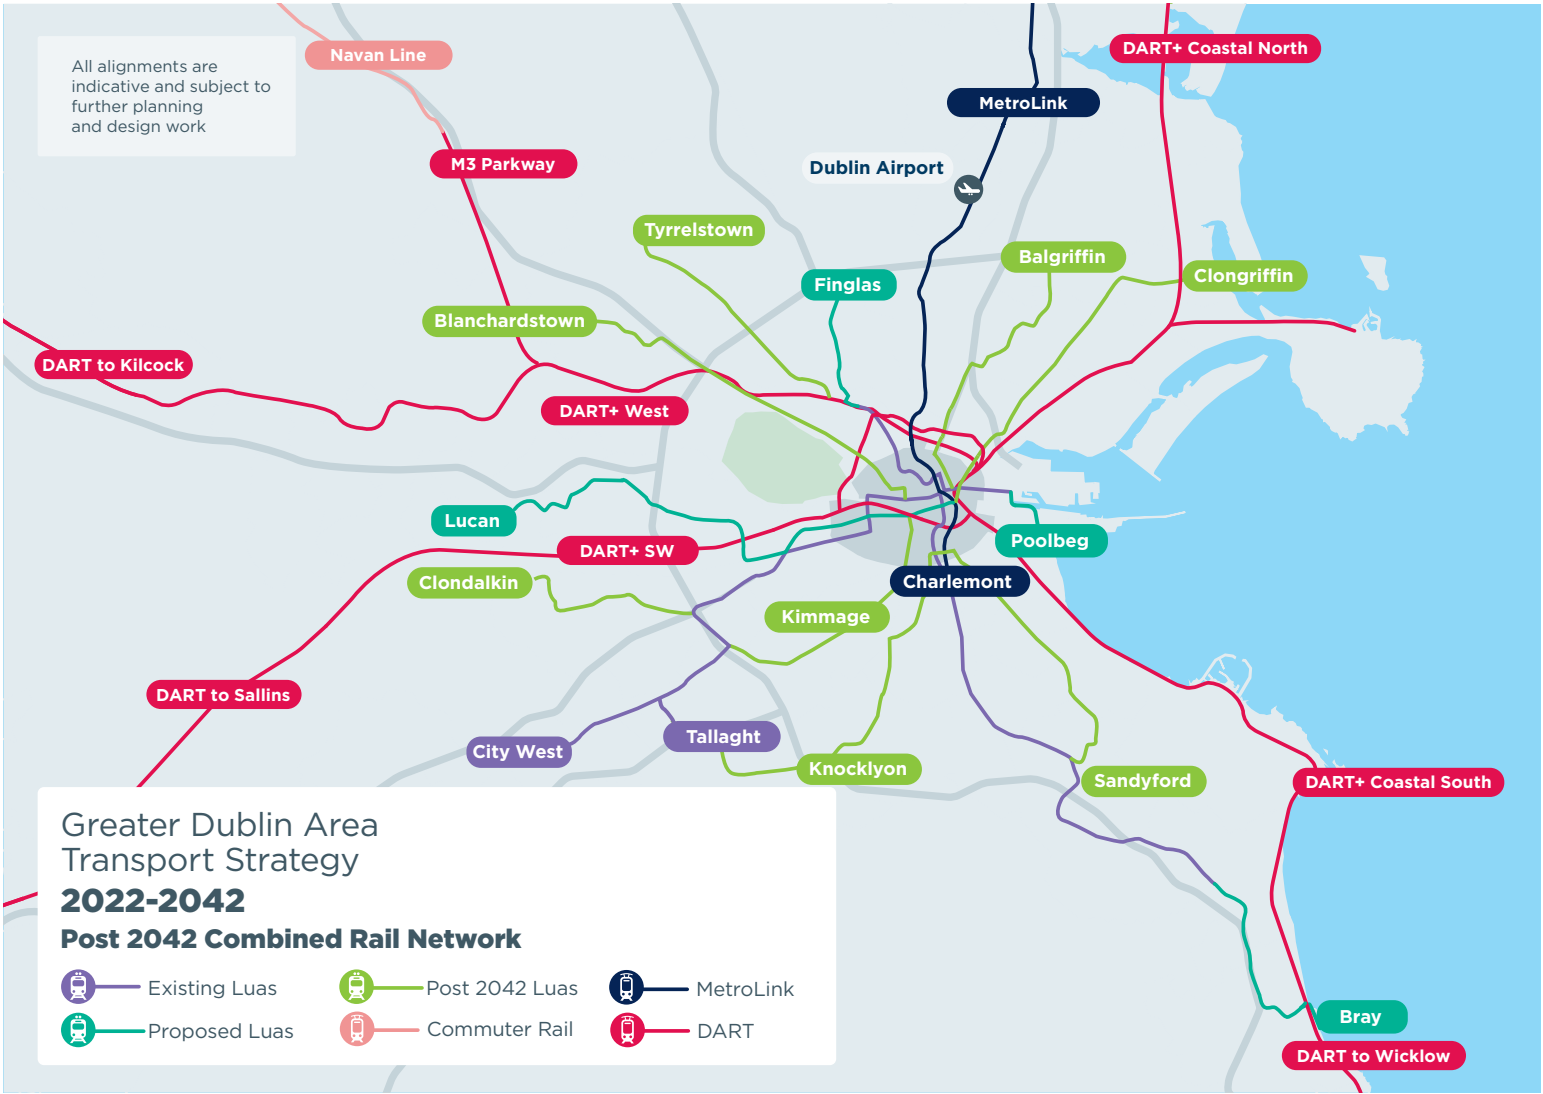 All alignments are
indicative and subject to
further planning
and design work
Navan Line
DART+ Coastal North
MetroLink
M3 Parkway
Dublin Airport
Tyrrelstown
Balgriffin
Clongriffin
Finglas
Blanchardstown
DART to Kilcock
DART+ West
Lucan
Poolbeg
DART+ SW
Clondalkin
Charlemont
Kimmage
DART to Sallins
City West
Tallaght
Knocklyon
Sandyford
DART+ Coastal South
Greater Dublin Area
Transport Strategy
2022-2042
Post 2042 Combined Rail Network
Existing Luas
Post 2042 Luas
MetroLink
Proposed Luas
Commuter Rail
DART
Bray
DART to Wicklow